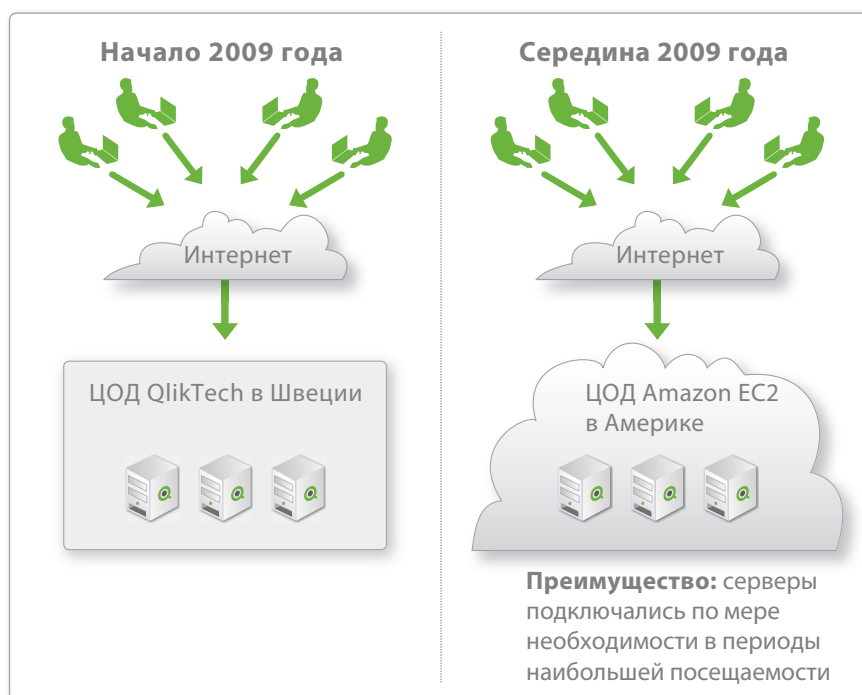 Начало 2009 года
Интернет
ЦОД QlikTech в Швеции
Середина 2009 года
Интернет
ЦОД Amazon EC2
в Америке
Преимущество: серверы
подключались по мере
необходимости в периоды
наибольшей посещаемости